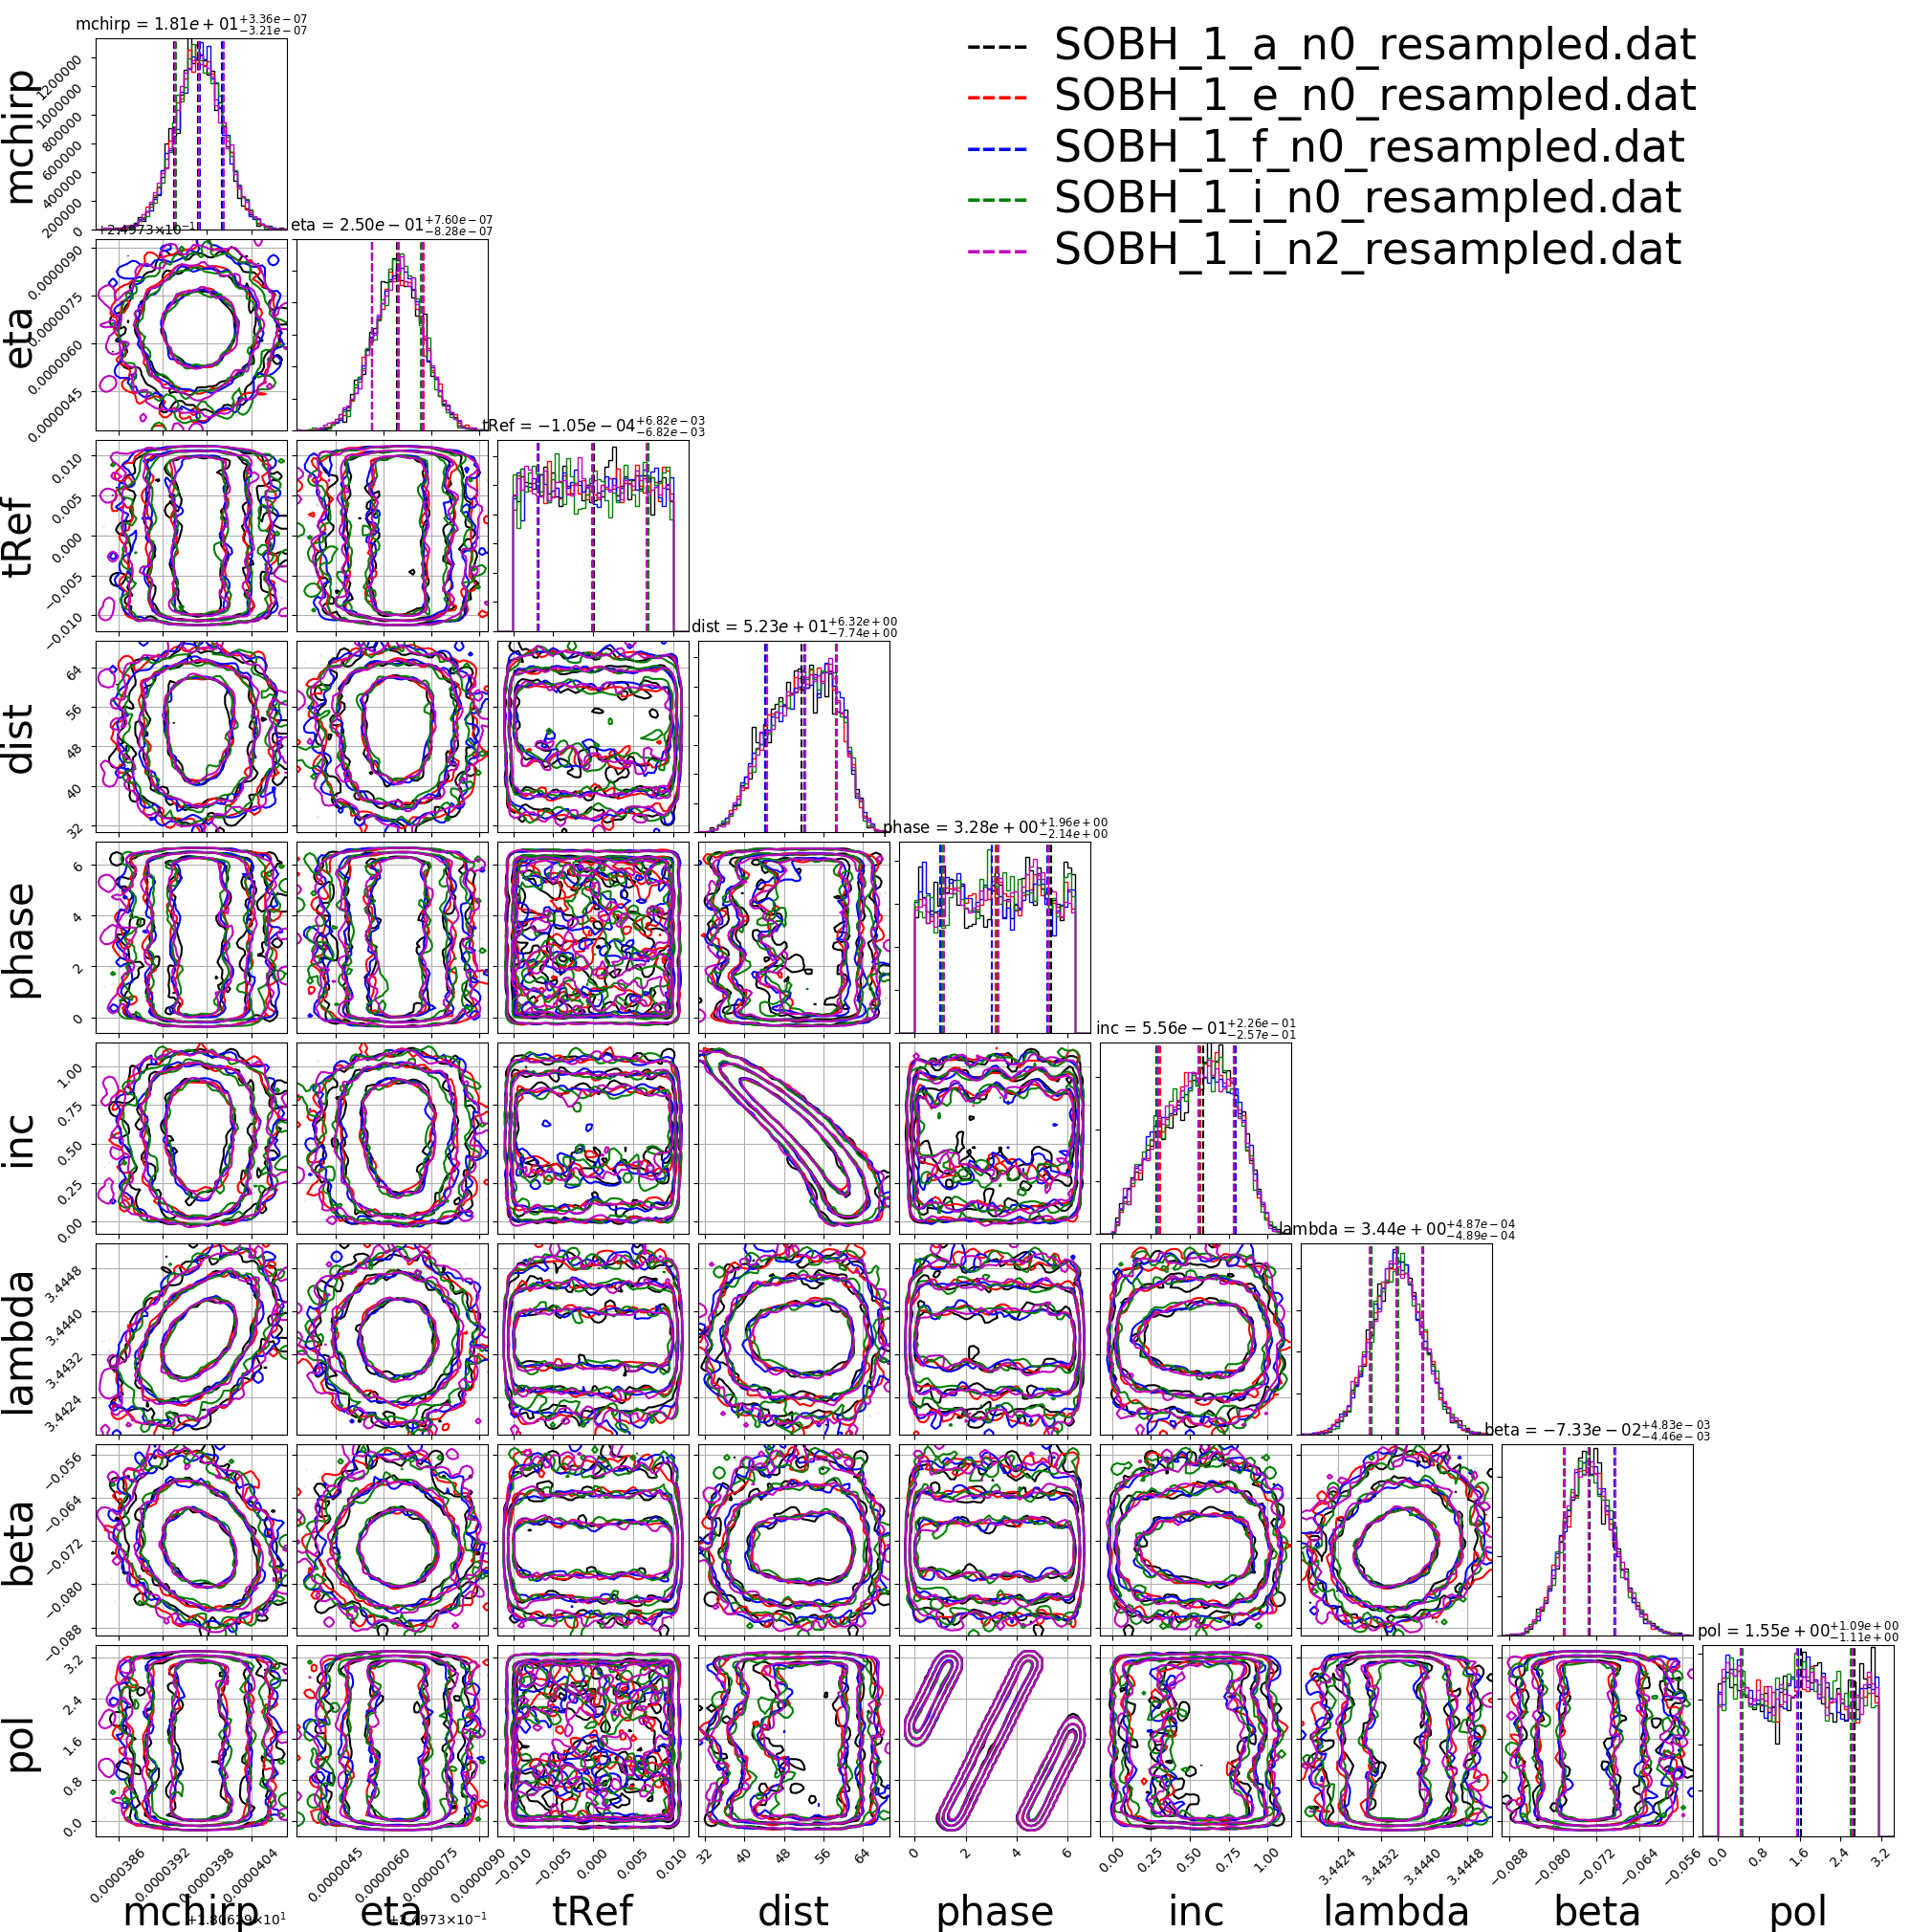 mchirp = 1.81e + 01 +3.36e − 07 −3.21e − 07
SOBH_1_a_n0_resampled.dat
SOBH_1_e_n0_resampled.dat
SOBH_1_f_n0_resampled.dat
SOBH_1_i_n0_resampled.dat
SOBH_1_i_n2_resampled.dat
mchirp
1200000
1000000
800000
600000
400000
200000
0
+2.4973×10−1
eta = 2.50e − 01 +7.60e − 07 −8.28e − 07
eta
0.0000090
0.0000075
0.0000060
0.0000045
tRef = −1.05e − 04 +6.82e − 03 −6.82e − 03
tRef
0.010
0.005
0.000
−0.005
−0.010
dist = 5.23e + 01 +6.32e + 00 −7.74e + 00
dist
64
56
48
40
32
phase = 3.28e + 00 +1.96e + 00 −2.14e + 00
phase
6
4
2
0
inc = 5.56e − 01 +2.26e − 01 −2.57e − 01
inc
1.00
0.75
0.50
0.25
0.00
lambda = 3.44e + 00 +4.87e − 04 −4.89e − 04
lambda
3.4448
3.4440
3.4432
3.4424
beta = −7.33e − 02 +4.83e − 03 −4.46e − 03
beta
−0.056
−0.064
−0.072
−0.080
−0.088
pol = 1.55e + 00 +1.09e + 00 −1.11e + 00
pol
3.2
2.4
1.6
0.8
0.0
0.0000386 0.0000392 0.0000398 0.0000404
0.0000045 0.0000060 0.0000075 0.0000090
−0.010 −0.005 0.000 0.005 0.010
32 40 48 56 64
0 2 4 6
0.00 0.25 0.50 0.75 1.00
3.4424 3.4432 3.4440 3.4448
−0.088 −0.080 −0.072 −0.064 −0.056
0.0 0.8 1.6 2.4 3.2
mchirp eta tRef dist phase inc lambda beta pol
+1.80629×101